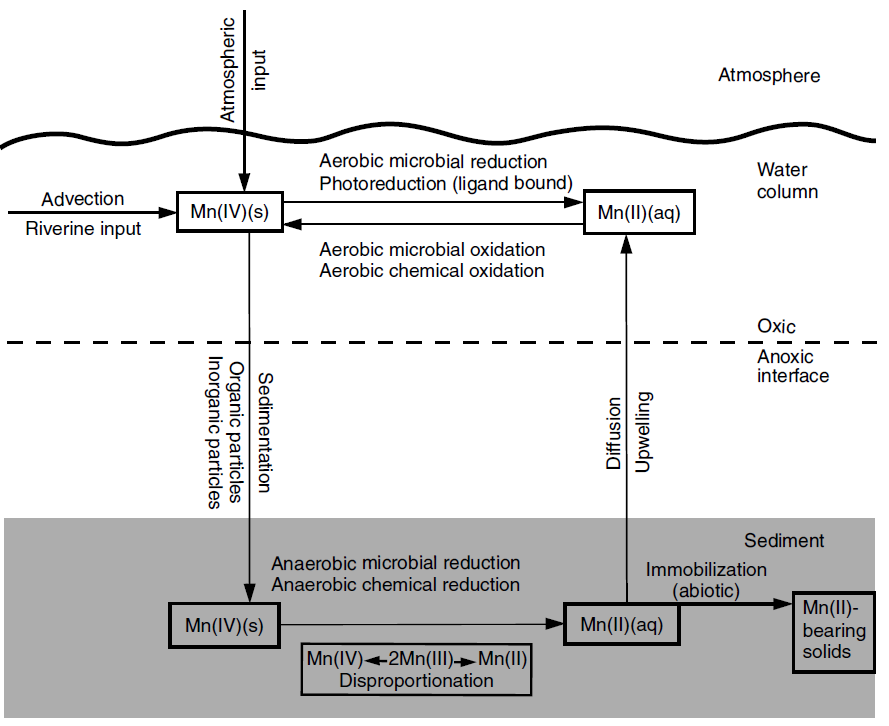 Atmospheric
input
Atmosphere
Aerobic microbial reduction
Photoreduction (ligand bound)
Water
column
Advection
Riverine input
Mn(IV)(s)
Mn(II)(aq)
Aerobic microbial oxidation
Aerobic chemical oxidation
Oxic
Anoxic
interface
Sedimentation
Organic particles
Inorganic particles
Diffusion
Upwelling
Sediment
Anaerobic microbial reduction
Anaerobic chemical reduction
Immobilization
(abiotic)
Mn(IV)(s)
Mn(II)(aq)
Mn(II)-
bearing
solids
Mn(IV) 2Mn(III) Mn(II)
Disproportionation